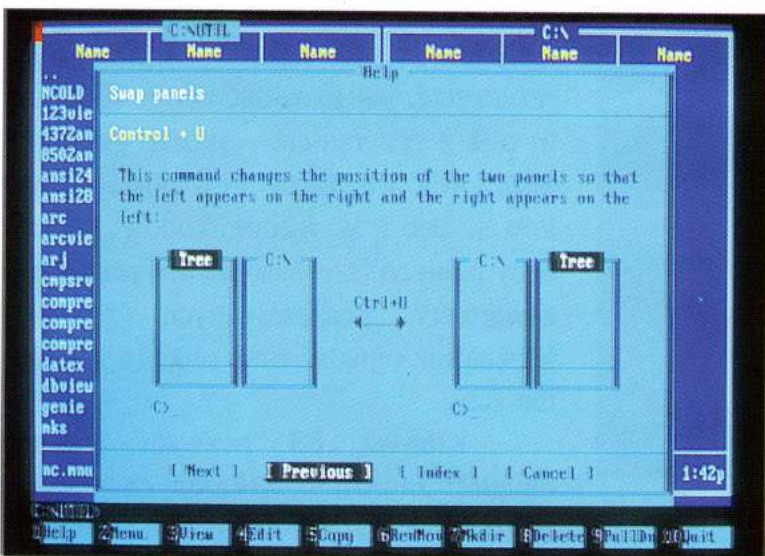 C:\UTIL C:\
Name Name Name Name Name Name
..
Help
NCOLD
Swap panels
123vie
4372an
Control + U
8502an
ansi24
This command changes the position of the two panels so that
ansi28
the left appears on the right and the right appears on the
arc
left:
arcvie
arj
Tree C:\ C:\ Tree
cmpsrv
compre
Ctrl+U
compre
compre
datex
dbview
genie
C> C>
mks
nc.mnu
[ Next ] [ Previous ] [ Index ] [ Cancel ]
1:42p
C:\UTIL>
1Help 2Menu 3View 4Edit 5Copy 6RenMov 7Mkdir 8Delete 9PullDn 10Quit